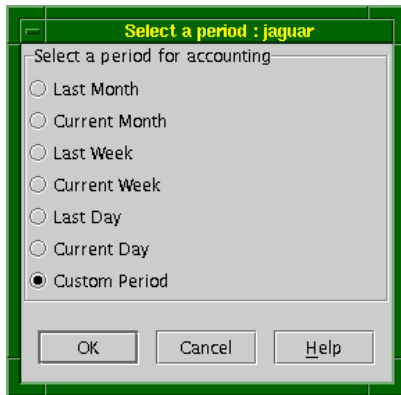 Select a period : jaguar
Select a period for accounting
Last Month
Current Month
Last Week
Current Week
Last Day
Current Day
Custom Period
OK Cancel Help